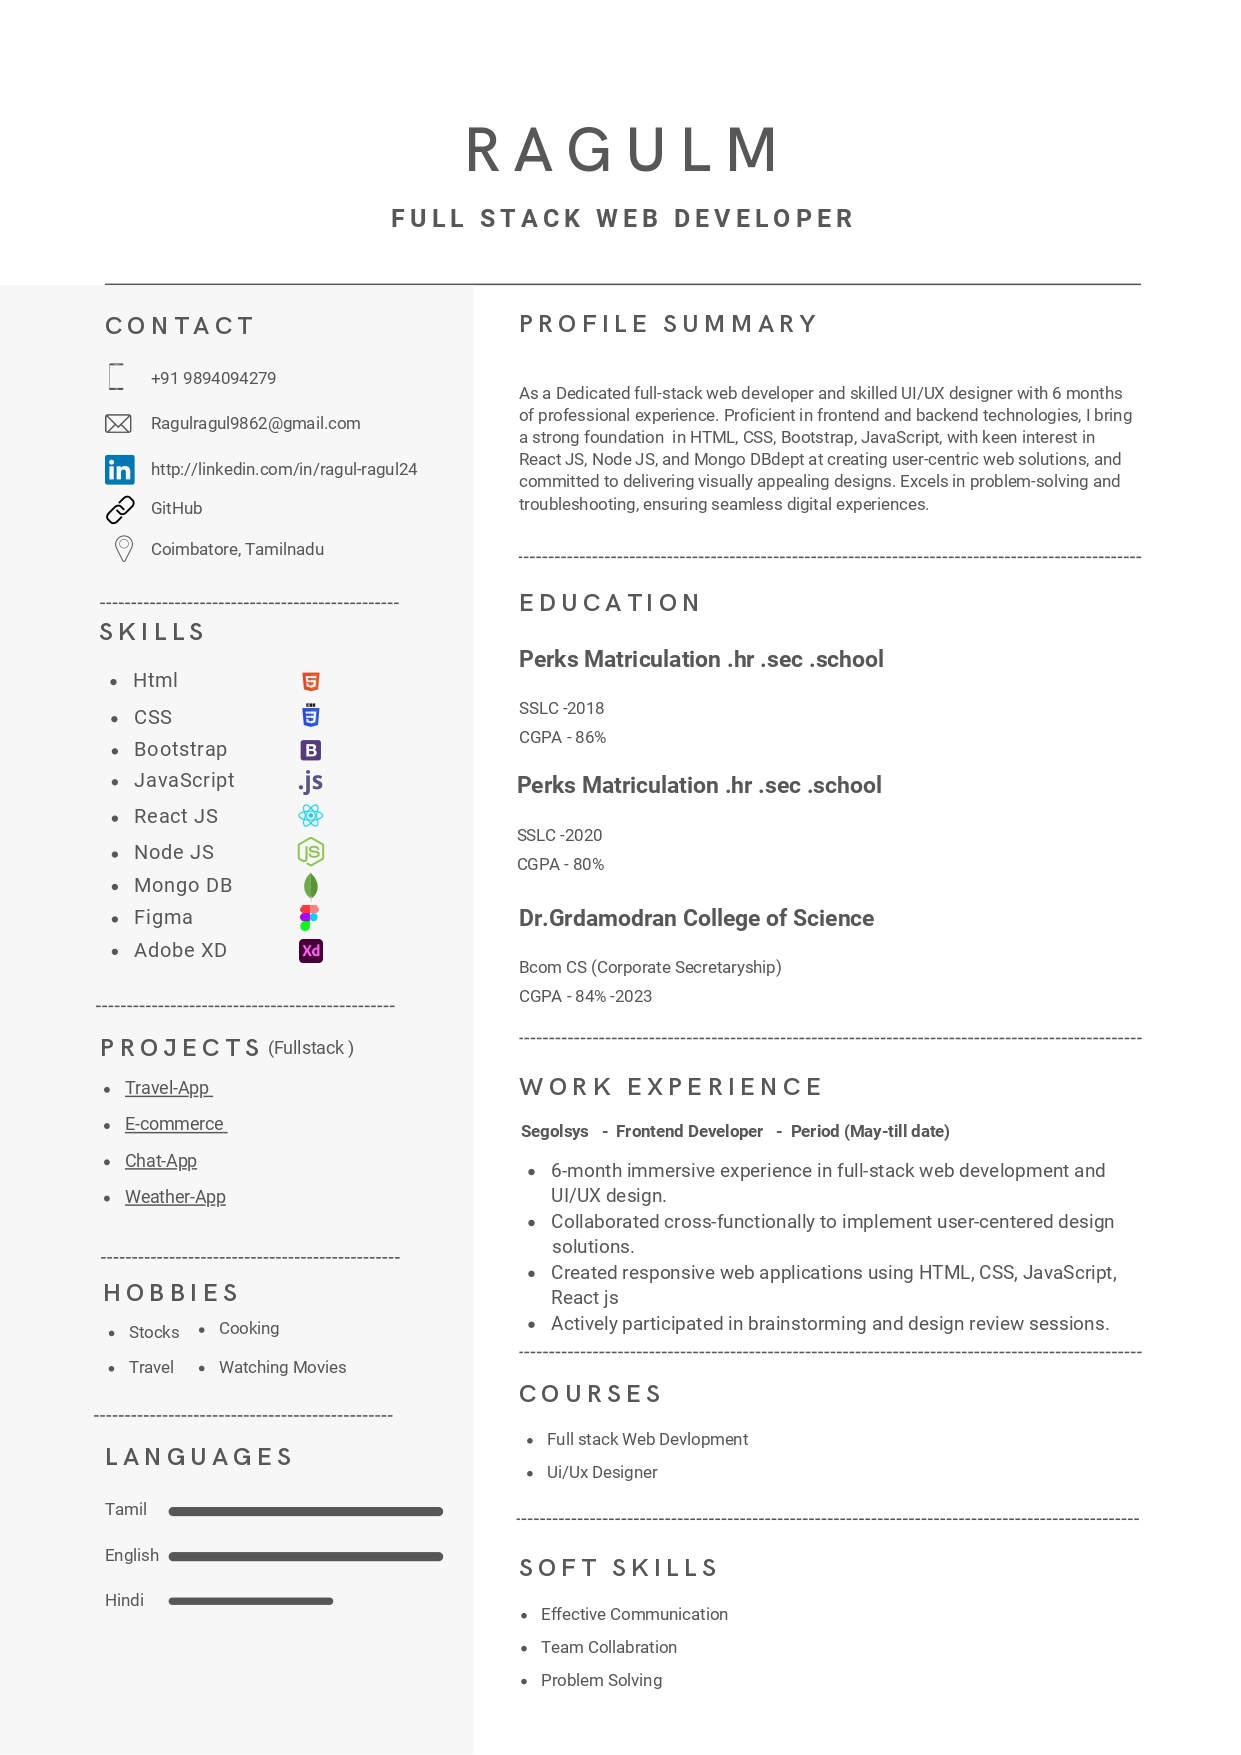 RAGULM
FULL STACK WEB DEVELOPER
CONTACT
+91 9894094279
Ragulragul9862@gmail.com
http://linkedin.com/in/ragul-ragul24
GitHub
Coimbatore, Tamilnadu
SKILLS
Html
CSS
Bootstrap
JavaScript
React JS
Node JS
Mongo DB
Figma
Adobe XD
PROJECTS (Fullstack )
Travel-App
E-commerce
Chat-App
Weather-App
HOBBIES
Stocks
Cooking
Travel
Watching Movies
LANGUAGES
Tamil
English
Hindi
PROFILE SUMMARY
As a Dedicated full-stack web developer and skilled UI/UX designer with 6 months
of professional experience. Proficient in frontend and backend technologies, I bring
a strong foundation in HTML, CSS, Bootstrap, JavaScript, with keen interest in
React JS, Node JS, and Mongo DBdept at creating user-centric web solutions, and
committed to delivering visually appealing designs. Excels in problem-solving and
troubleshooting, ensuring seamless digital experiences.
EDUCATION
Perks Matriculation .hr .sec .school
SSLC -2018
CGPA - 86%
Perks Matriculation .hr .sec .school
SSLC -2020
CGPA - 80%
Dr.Grdamodran College of Science
Bcom CS (Corporate Secretaryship)
CGPA - 84% -2023
WORK EXPERIENCE
Segolsys - Frontend Developer - Period (May-till date)
6-month immersive experience in full-stack web development and
UI/UX design.
Collaborated cross-functionally to implement user-centered design
solutions.
Created responsive web applications using HTML, CSS, JavaScript,
React js
Actively participated in brainstorming and design review sessions.
COURSES
Full stack Web Devlopment
Ui/Ux Designer
SOFT SKILLS
Effective Communication
Team Collabration
Problem Solving